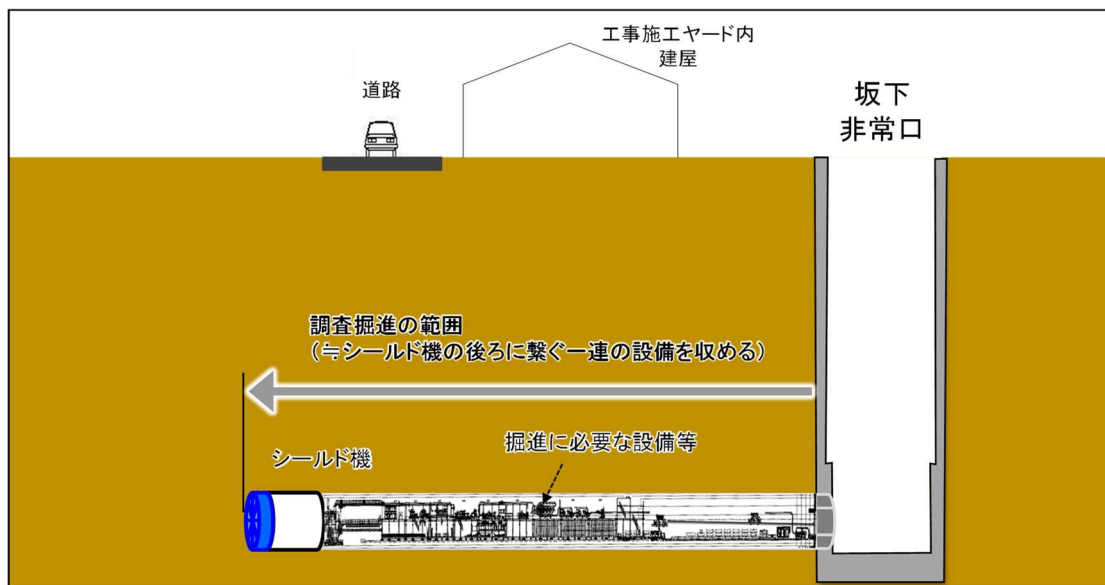 工事施工ヤード内
建屋
道路
坂下
非常口
調査掘進の範囲
(≒シールド機の後ろに繋ぐ一連の設備を収める)
シールド機
掘進に必要な設備等